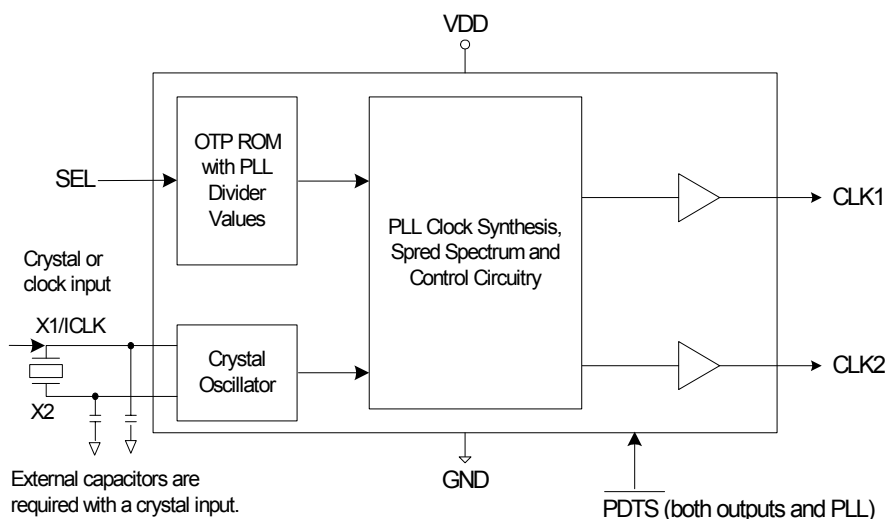 VDD
OTP ROM
with PLL
Divider
Values
SEL
PLL Clock Synthesis,
Spred Spectrum and
Control Circuitry
CLK1
Crystal or
clock input
X1/ICLK
Crystal
Oscillator
CLK2
X2
External capacitors are
required with a crystal input.
GND
PDTS (both outputs and PLL)